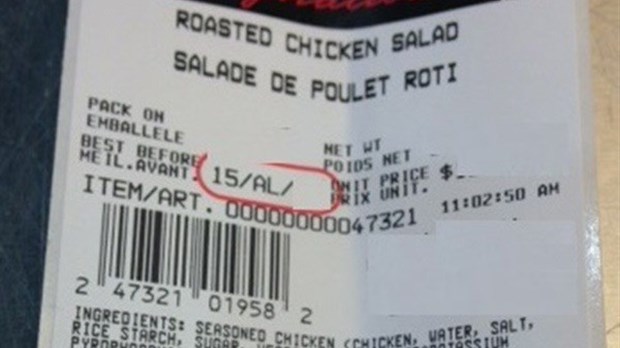 ROASTED CHICKEN SALAD
SALADE DE POULET ROTI
PACK ON
EMBALLELE
BEST BEFORE
MEIL.AVANT. 15/AL/
NET WT
POIDS NET
UNIT PRICE $
PRIX UNIT.
11:02:50 AM
ITEM/ART. 00000000047321
2 47321 01958 2
INGREDIENTS: SEASONED CHICKEN (CHICKEN, WATER, SALT,
RICE STARCH, SUGAR,